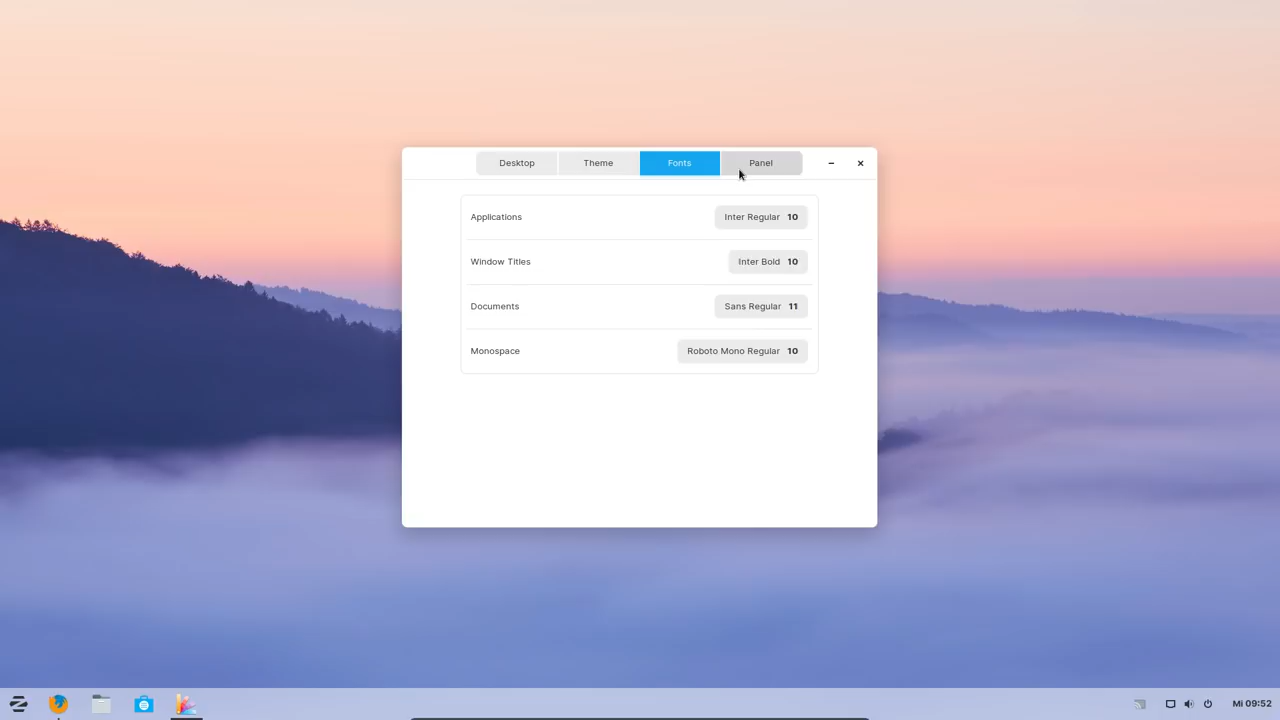 Desktop Theme Fonts Panel
Applications Inter Regular 10
Window Titles Inter Bold 10
Documents Sans Regular 11
Monospace Roboto Mono Regular 10
Mi 09:52